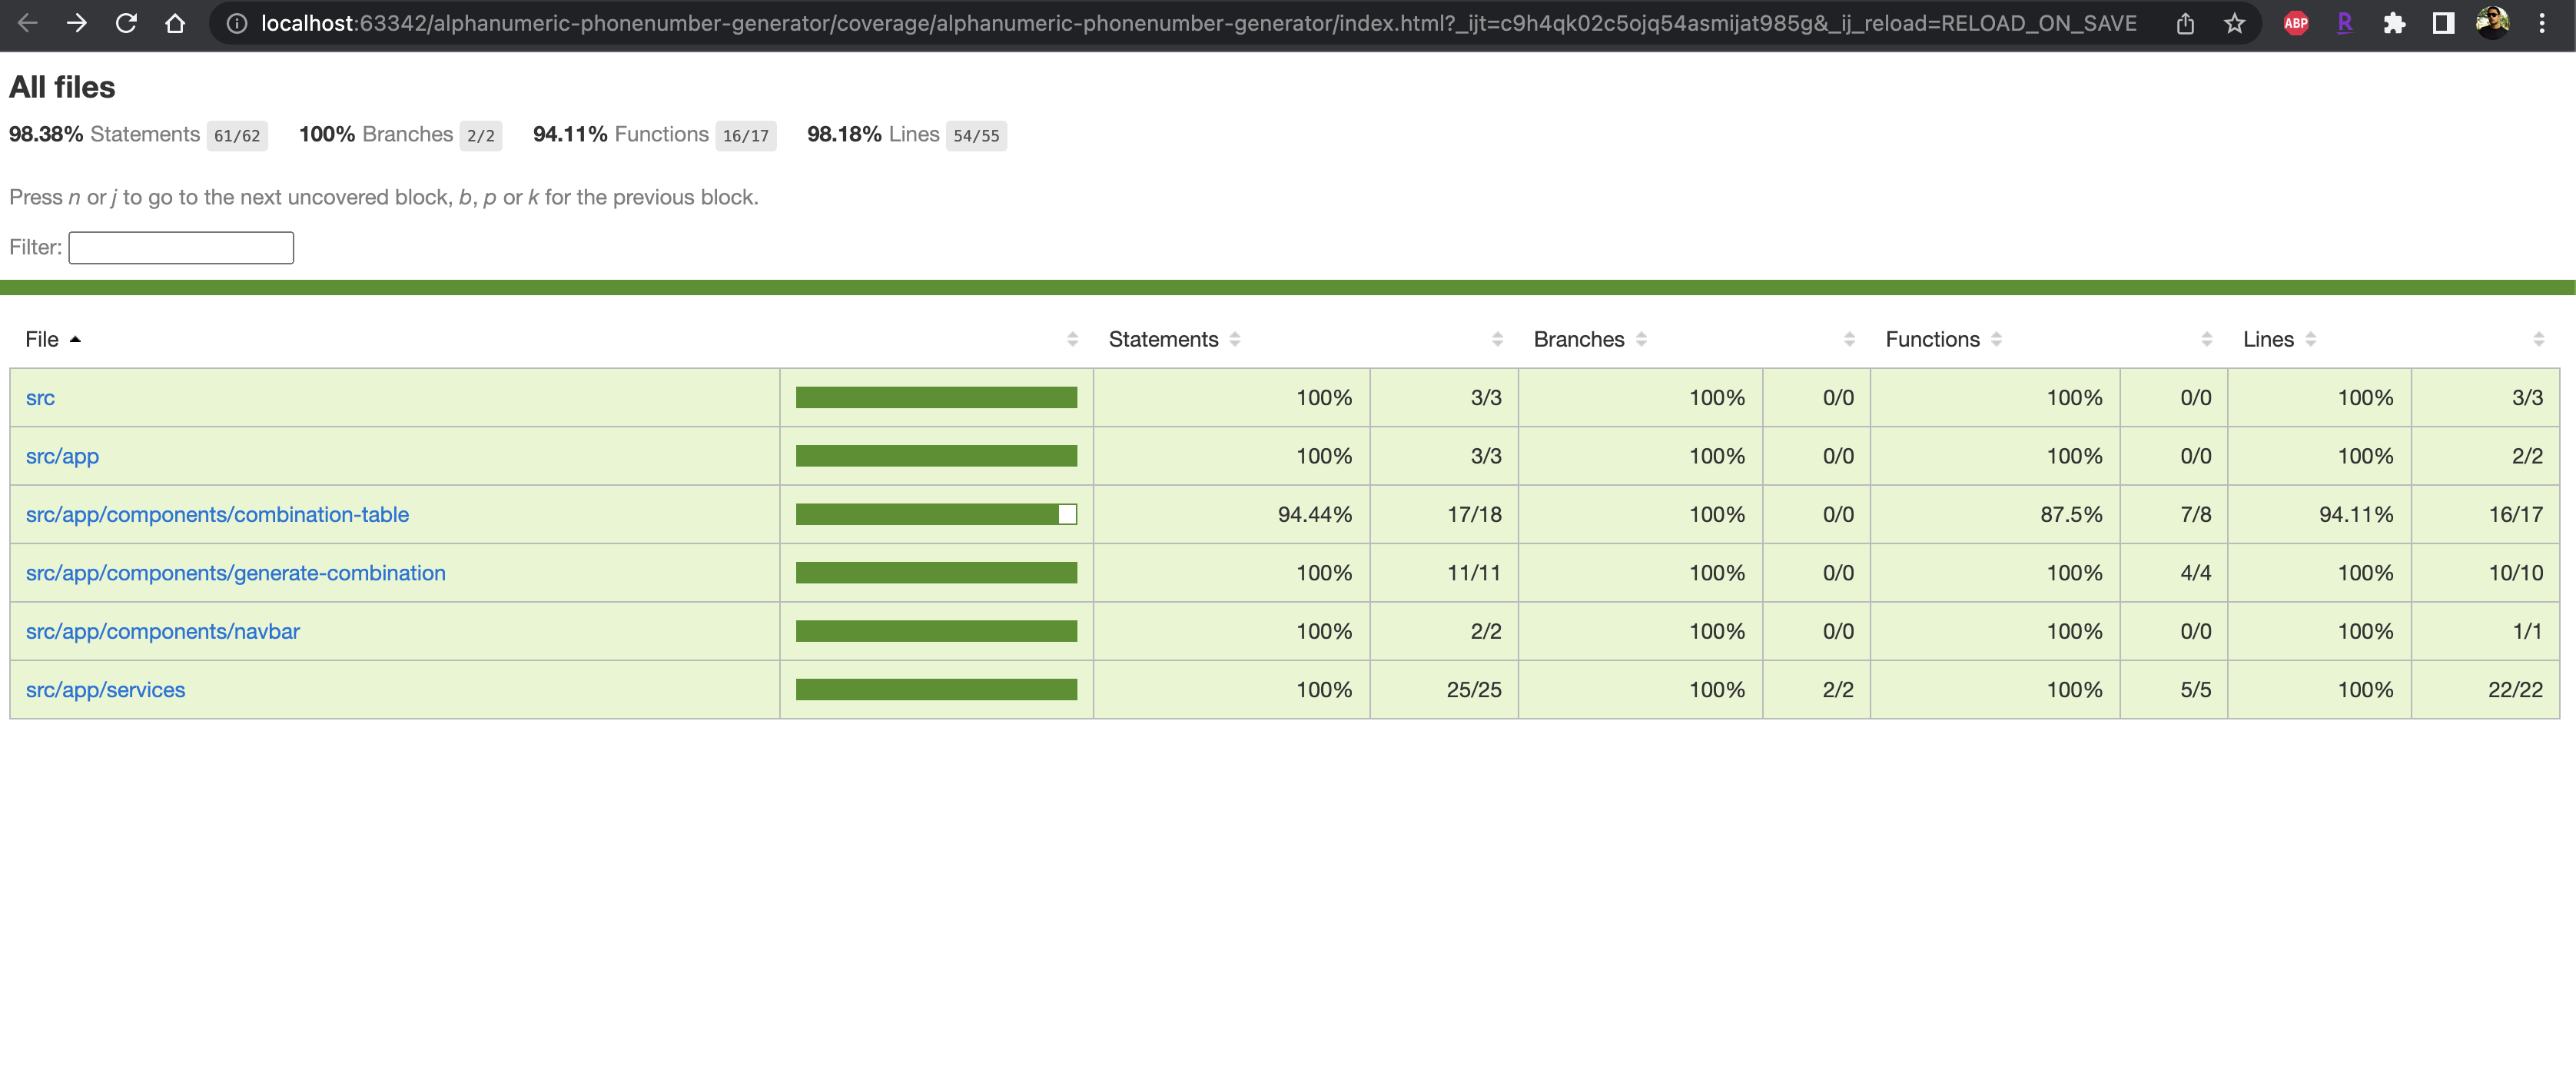 localhost:63342/alphanumeric-phonenumber-generator/coverage/alphanumeric-phonenumber-generator/index.html?_ijt=c9h4qk02c5ojq54asmijat985g&_ij_reload=RELOAD_ON_SAVE ABP R
All files
98.38% Statements 61/62 100% Branches 2/2 94.11% Functions 16/17 98.18% Lines 54/55
Press n or j to go to the next uncovered block, b, p or k for the previous block.
Filter:
File Statements Branches Functions Lines
src 100% 3/3 100% 0/0 100% 0/0 100% 3/3
src/app 100% 3/3 100% 0/0 100% 0/0 100% 2/2
src/app/components/combination-table 94.44% 17/18 100% 0/0 87.5% 7/8 94.11% 16/17
src/app/components/generate-combination 100% 11/11 100% 0/0 100% 4/4 100% 10/10
src/app/components/navbar 100% 2/2 100% 0/0 100% 0/0 100% 1/1
src/app/services 100% 25/25 100% 2/2 100% 5/5 100% 22/22